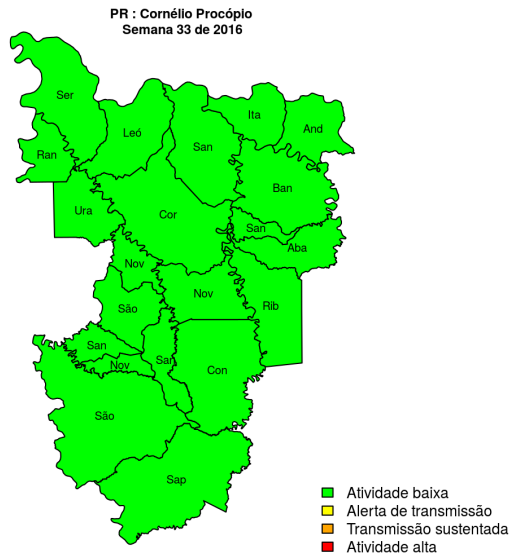 PR : Cornélio Procópio
Semana 33 de 2016
Ser
Ita
And
Leó
San
Ran
Ban
Ura
Cor
San
Aba
Nov
Nov
São
Rib
San
San
Nov
Con
São
Sap
Atividade baixa
Alerta de transmissão
Transmissão sustentada
Atividade alta